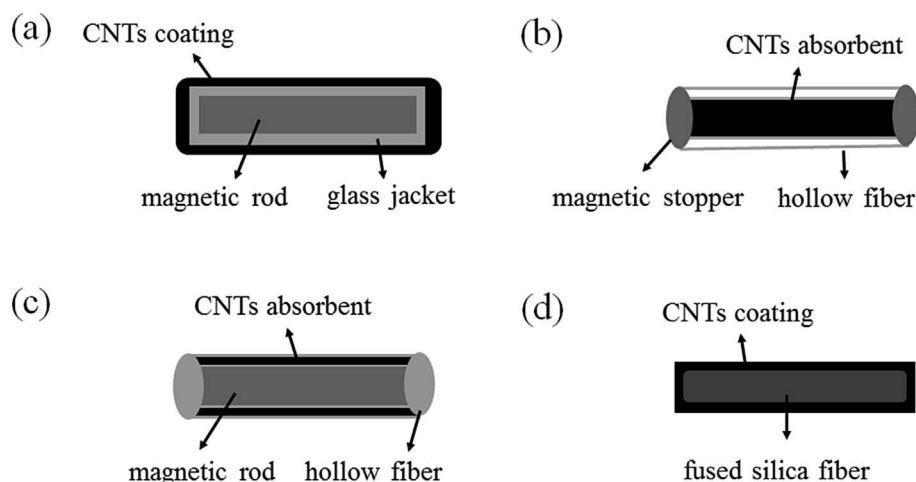 (a)
CNTs coating
magnetic rod
glass jacket
(b)
CNTs absorbent
magnetic stopper
hollow fiber
(c)
CNTs absorbent
magnetic rod
hollow fiber
(d)
CNTs coating
fused silica fiber